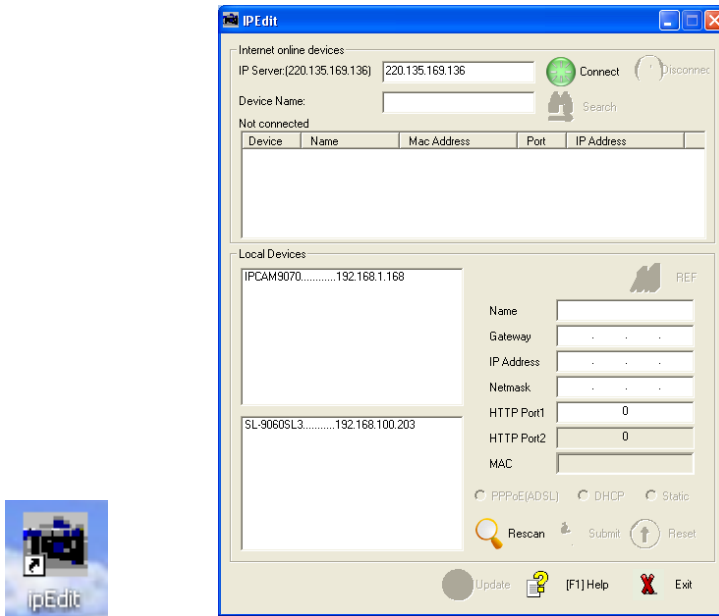 IPEdit
Internet online devices
IP Server:(220.135.169.136) 220.135.169.136 Connect Disconnec
Device Name: Search
Not connected
Device Name Mac Address Port IP Address
Local Devices
IPCAM9070............192.168.1.168
REF
Name
Gateway . . .
IP Address . . .
Netmask . . .
HTTP Port1 0
SL-9060SL3..........192.168.100.203
HTTP Port2 0
MAC
PPPoE(ADSL) DHCP Static
Rescan Submit Reset
Update [F1] Help Exit
ipEdit